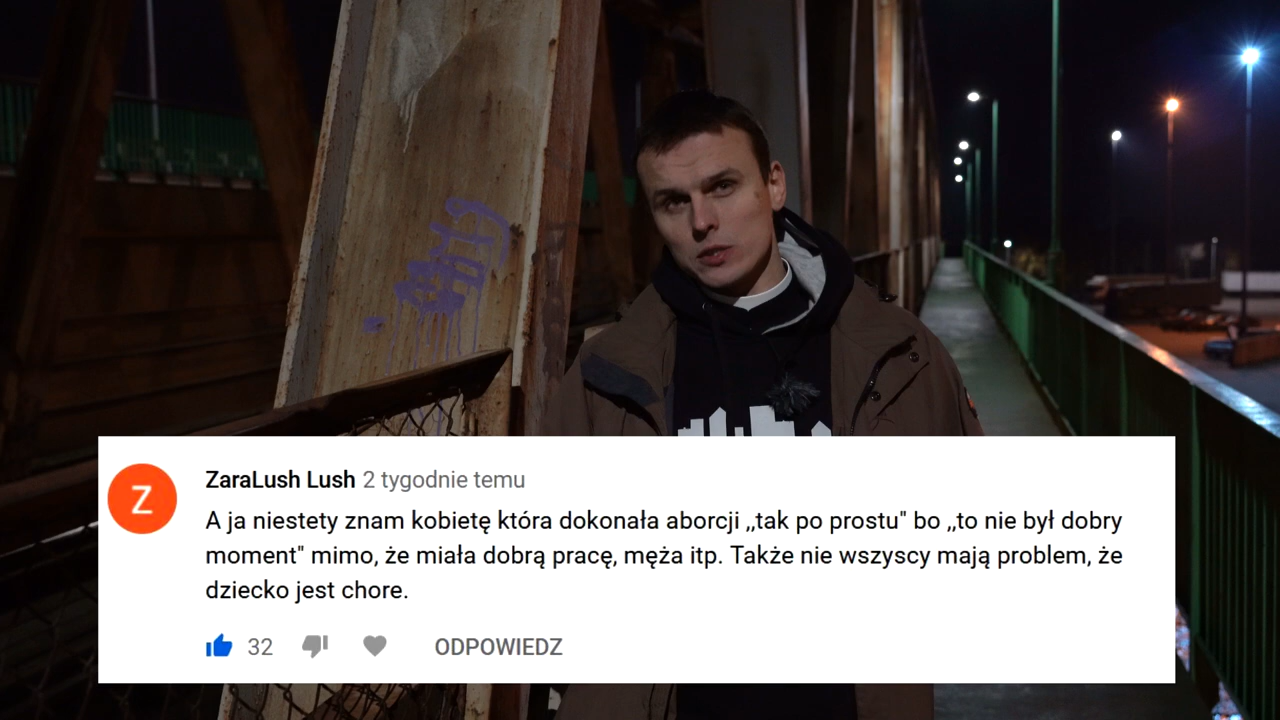 Z
ZaraLush Lush 2 tygodnie temu
A ja niestety znam kobietę która dokonała aborcji ,,tak po prostu" bo ,,to nie był dobry
moment" mimo, że miała dobrą pracę, męża itp. Także nie wszyscy mają problem, że
dziecko jest chore.
32
ODPOWIEDZ